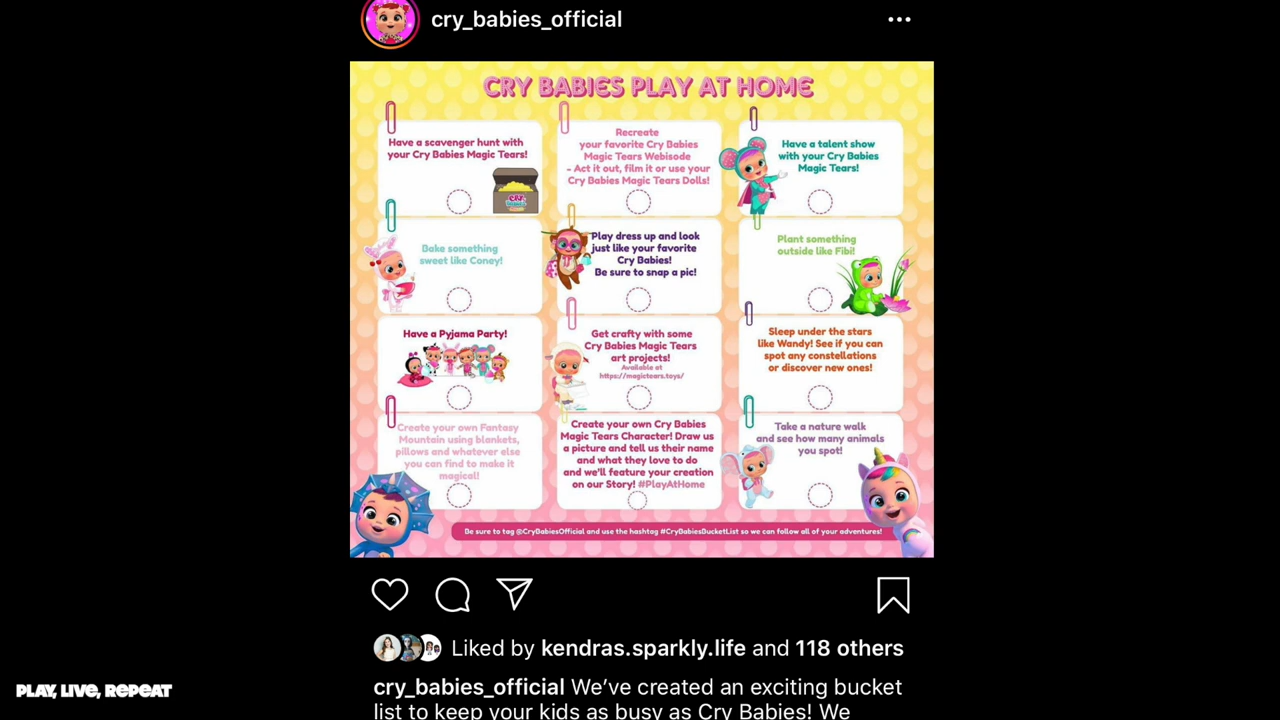 cry_babies_official
CRY BABIES PLAY AT HOME
Have a scavenger hunt with
your Cry Babies Magic Tears!
Recreate
your favorite Cry Babies
Magic Tears Webisode
- Act it out, film it or use your
Cry Babies Magic Tears Dolls!
Have a talent show
with your Cry Babies
Magic Tears!
Bake something
sweet like Coney!
Play dress up and look
just like your favorite
Cry Babies!
Be sure to snap a pic!
Plant something
outside like Fibi!
Have a Pyjama Party!
Get crafty with some
Cry Babies Magic Tears
art projects!
Available at
https://magictears.toys/
Sleep under the stars
like Wandy! See if you can
spot any constellations
or discover new ones!
Create your own Fantasy
Mountain using blankets,
pillows and whatever else
you can find to make it
magical!
Create your own Cry Babies
Magic Tears Character! Draw us
a picture and tell us their name
and what they love to do
and we'll feature your creation
on our Story! #PlayAtHome
Take a nature walk
and see how many animals
you spot!
Be sure to tag @CryBabiesOfficial and use the hashtag #CryBabiesBucketList so we can follow all of your adventures!
Liked by kendras.sparkly.life and 118 others
cry_babies_official We've created an exciting bucket
list to keep your kids as busy as Cry Babies! We
PLAY, LIVE, REPEAT